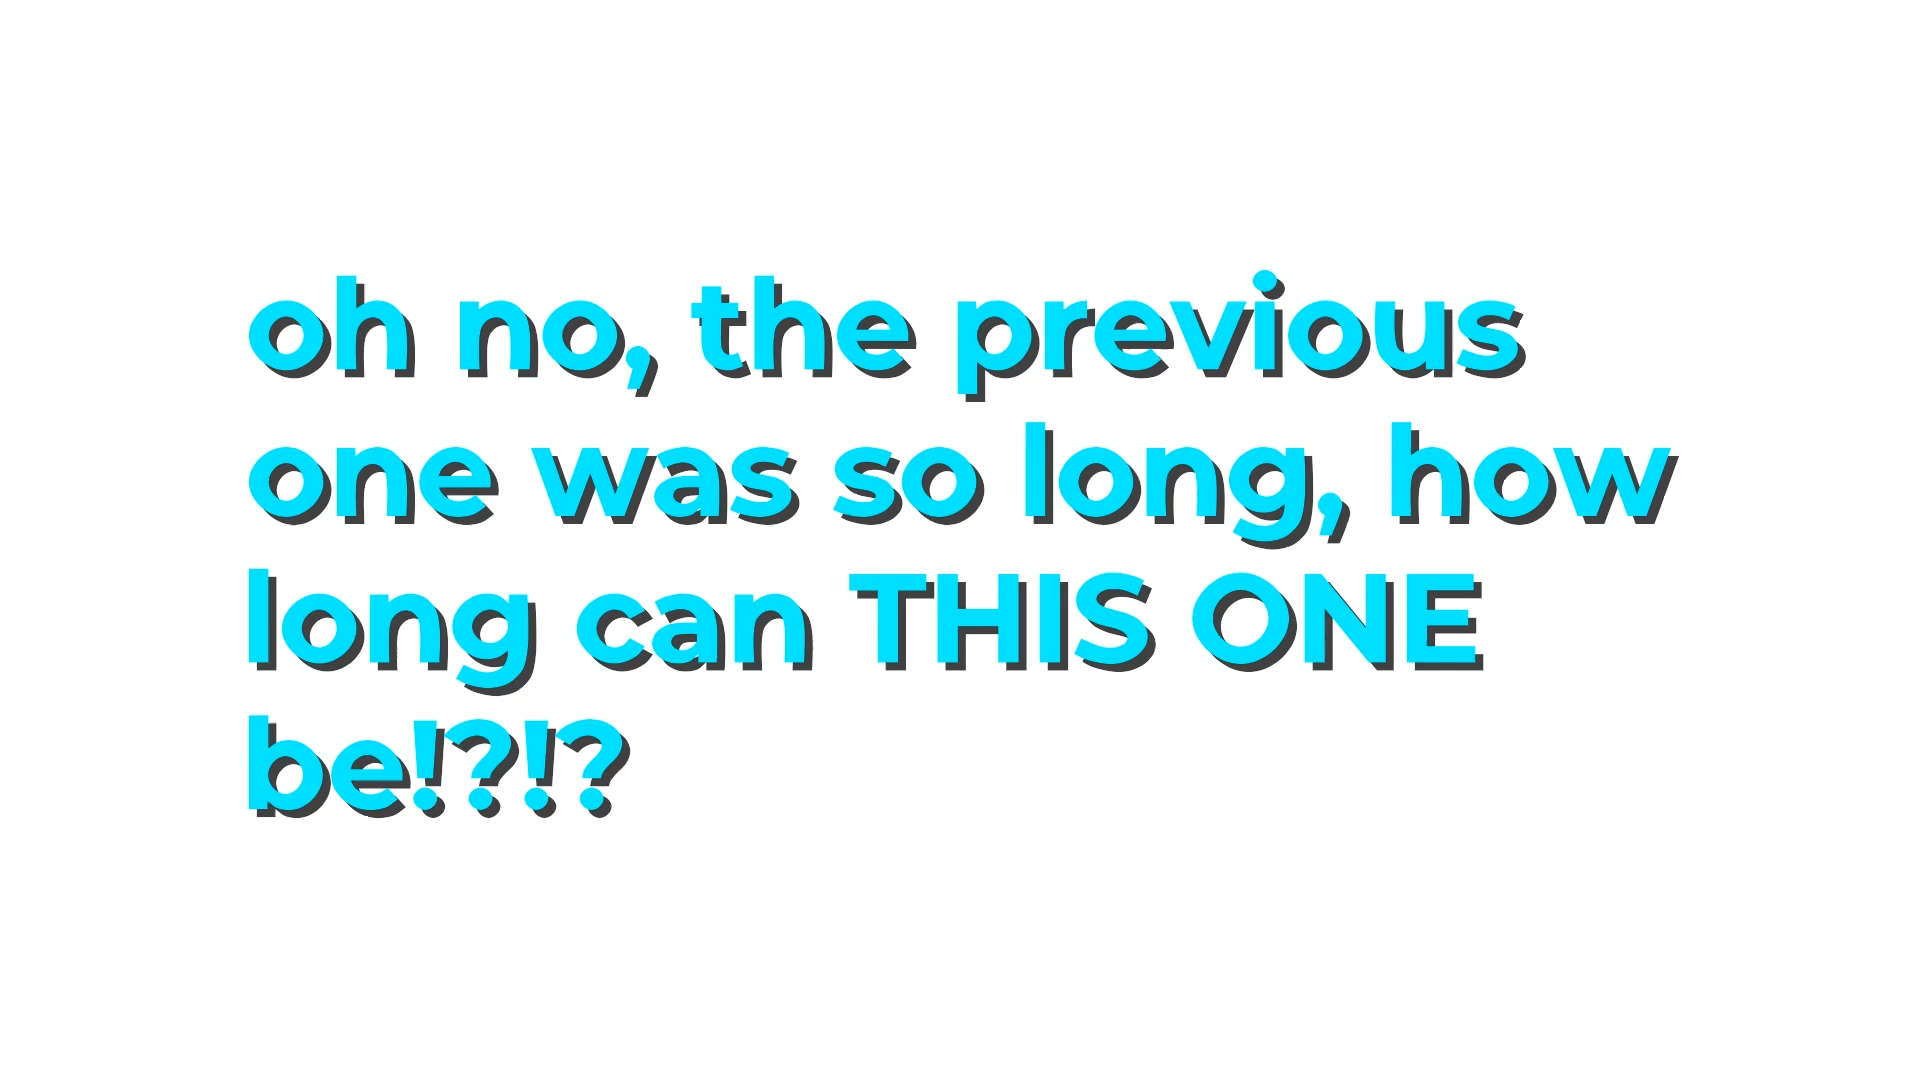 oh no, the previous
one was so long, how
long can THIS ONE
be!?!?